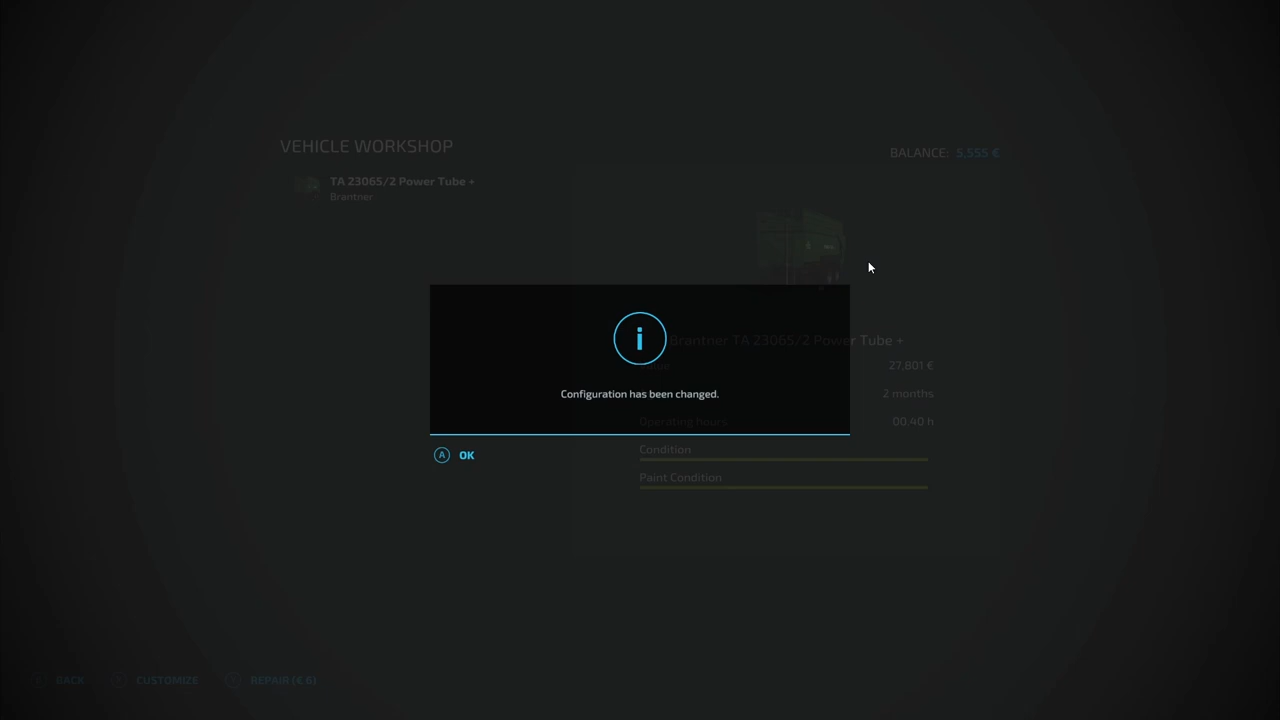 VEHICLE WORKSHOP
BALANCE: 5,555 €
TA 23065/2 Power Tube +
Brantner
Brantner TA 23065/2 Power Tube +
27,801 €
Configuration has been changed.
2 months
Operating hours 00:40 h
A OK
Condition
Paint Condition
BACK CUSTOMIZE REPAIR (€ 6)